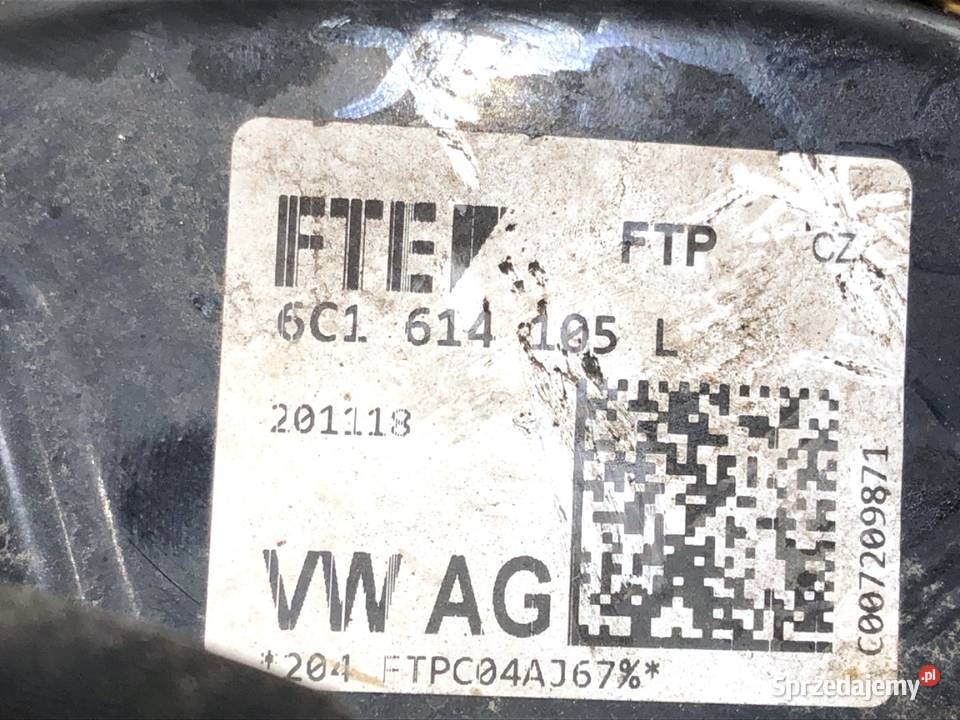 FTE FTP CZ
6C1 614 105 L
201118
VW AG
*204 FTPC04AJ67%*
C007209871
Sprzedajemy.pl